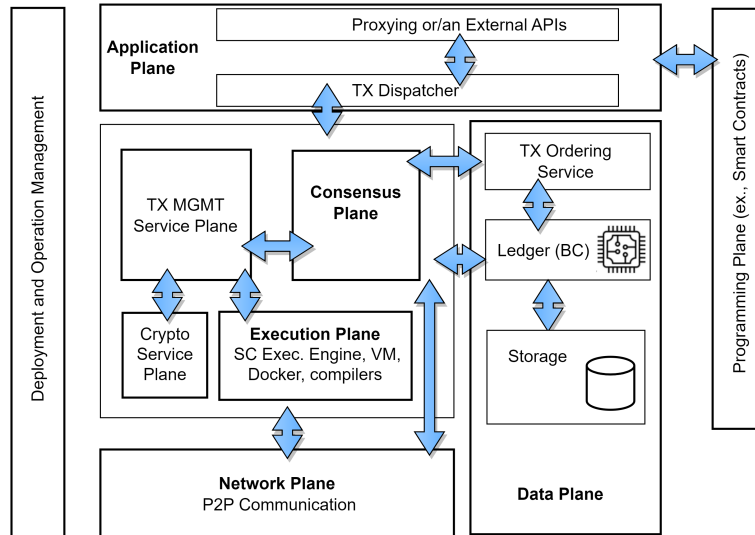 Deployment and Operation Management
Application
Plane
Proxying or/an External APIs
TX Dispatcher
TX MGMT
Service Plane
Consensus
Plane
Crypto
Service
Plane
Execution Plane
SC Exec. Engine, VM,
Docker, compilers
Network Plane
P2P Communication
TX Ordering
Service
Ledger (BC)
Storage
Data Plane
Programming Plane (ex., Smart Contracts)